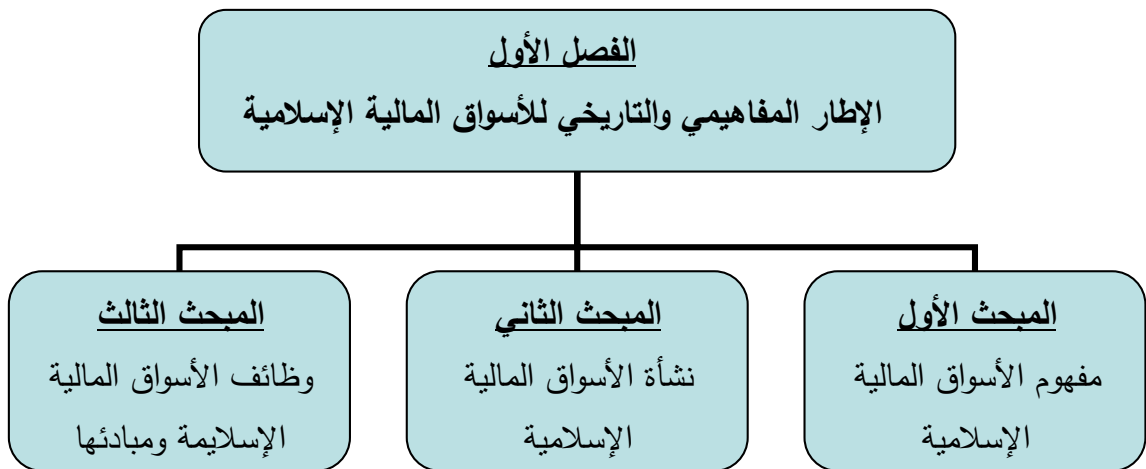 الفصل الأول
الإطار المفاهيمي والتاريخي للأسواق المالية الإسلامية
المبحث الأول
مفهوم الأسواق المالية
الإسلامية
المبحث الثاني
نشأة الأسواق المالية
الإسلامية
المبحث الثالث
وظائف الأسواق المالية
الإسلايمة ومبادئها